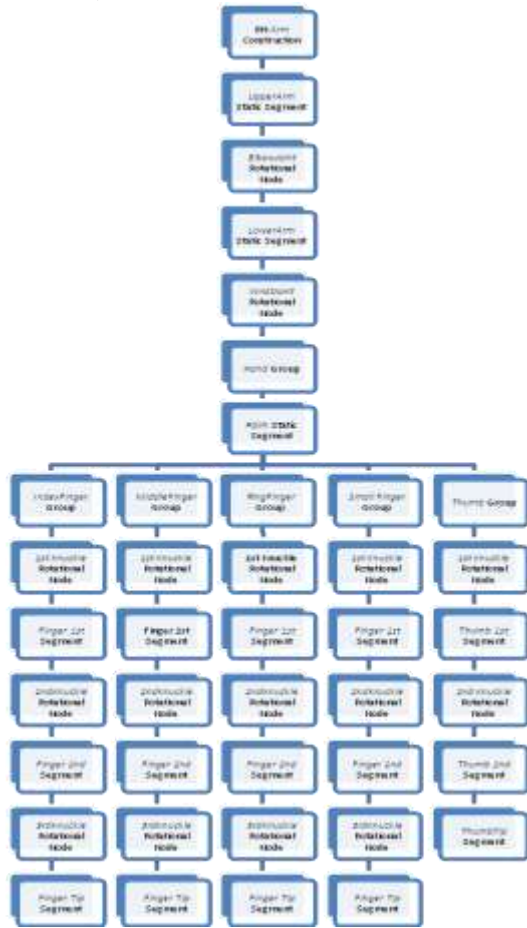 Construction
UpperArm
Static Segment
Rotational
Node
LowerArm
Static Segment
Rotational
Node
Hand Group
Palm Static
Segment
IndexFinger
Group
MiddleFinger
Group
RingFinger
Group
Small Finger
Group
Thumb Group
1stKnuckle
Rotational
Node
1stKnuckle
Rotational
Node
1stKnuckle
Rotational
Node
1stKnuckle
Rotational
Node
1stKnuckle
Rotational
Node
Finger 1st
Segment
Finger 1st
Segment
Finger 1st
Segment
Finger 1st
Segment
Thumb 1st
Segment
2ndKnuckle
Rotational
Node
2ndKnuckle
Rotational
Node
2ndKnuckle
Rotational
Node
2ndKnuckle
Rotational
Node
2ndKnuckle
Rotational
Node
Finger 2nd
Segment
Finger 2nd
Segment
Finger 2nd
Segment
Finger 2nd
Segment
Thumb 2nd
Segment
3rdKnuckle
Rotational
Node
3rdKnuckle
Rotational
Node
3rdKnuckle
Rotational
Node
3rdKnuckle
Rotational
Node
ThumbTip
Segment
Finger Tip
Segment
Finger Tip
Segment
Finger Tip
Segment
Finger Tip
Segment